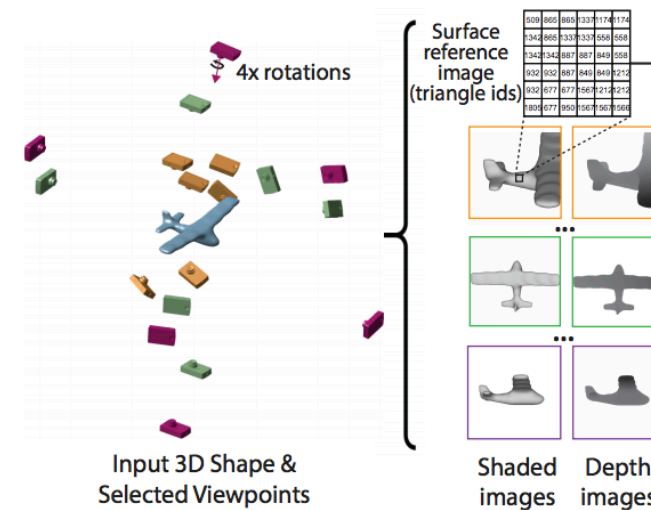 Surface
reference
image
(triangle ids)
4x rotations
509 865 865 1337 1174 1174
1342 865 1337 1337 558 558
1342 1342 887 887 849 558
932 932 887 849 849 1212
932 677 677 1567 1212 1212
1805 677 950 1567 1567 1566
...
...
Input 3D Shape &
Selected Viewpoints
Shaded
images
Depth
images